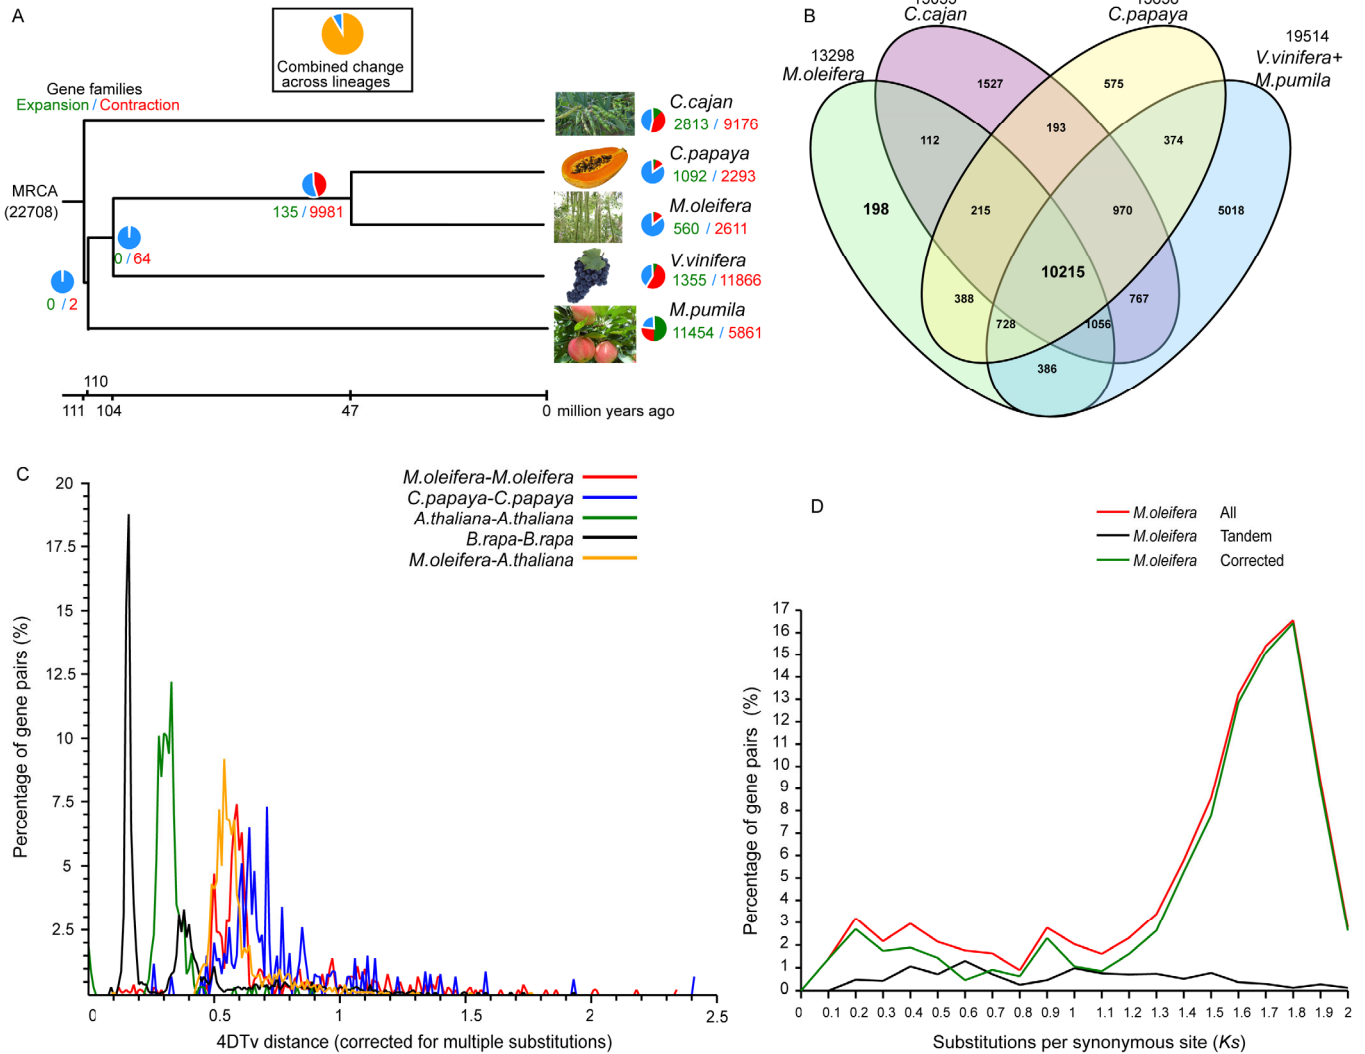 A
Combined change
across lineages
Gene families
Expansion / Contraction
MRCA
(22708)
0 / 2
0 / 64
135 / 9981
C.cajan
2813 / 9176
C.papaya
1092 / 2293
M.oleifera
560 / 2611
V.vinifera
1355 / 11866
M.pumila
11454 / 5861
110
111 104 47 0 million years ago
B
C.cajan
C.papaya
13298
M.oleifera
19514
V.vinifera+
M.pumila
1527
575
112
193
374
198
215
970
5018
10215
388
767
728
1056
386
C
M.oleifera-M.oleifera
C.papaya-C.papaya
A.thaliana-A.thaliana
B.rapa-B.rapa
M.oleifera-A.thaliana
Percentage of gene pairs (%)
20
17.5
15
12.5
10
7.5
5
2.5
0 0.5 1 1.5 2 2.5
4DTv distance (corrected for multiple substitutions)
D
M.oleifera All
M.oleifera Tandem
M.oleifera Corrected
Percentage of gene pairs (%)
17
16
15
14
13
12
11
10
9
8
7
6
5
4
3
2
1
0
0 0.1 0.2 0.3 0.4 0.5 0.6 0.7 0.8 0.9 1 1.1 1.2 1.3 1.4 1.5 1.6 1.7 1.8 1.9 2
Substitutions per synonymous site (Ks)